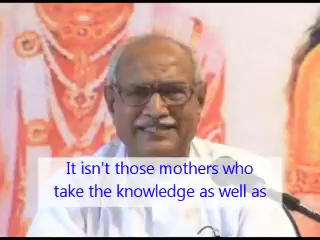 It isn't those mothers who
take the knowledge as well as